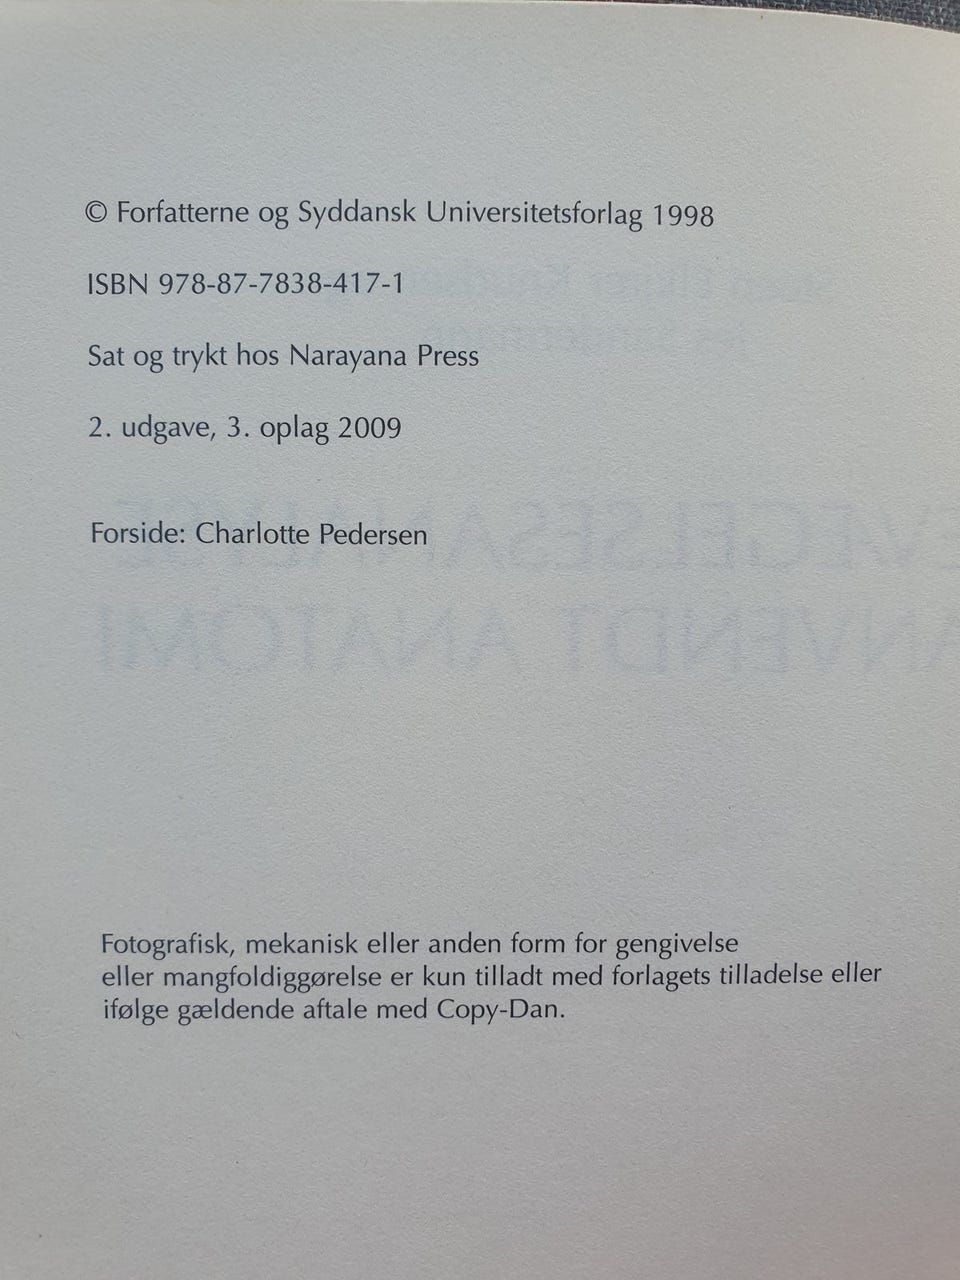 © Forfatterne og Syddansk Universitetsforlag 1998
ISBN 978-87-7838-417-1
Sat og trykt hos Narayana Press
2. udgave, 3. oplag 2009
Forside: Charlotte Pedersen
Fotografisk, mekanisk eller anden form for gengivelse
eller mangfoldiggørelse er kun tilladt med forlagets tilladelse eller
ifølge gældende aftale med Copy-Dan.